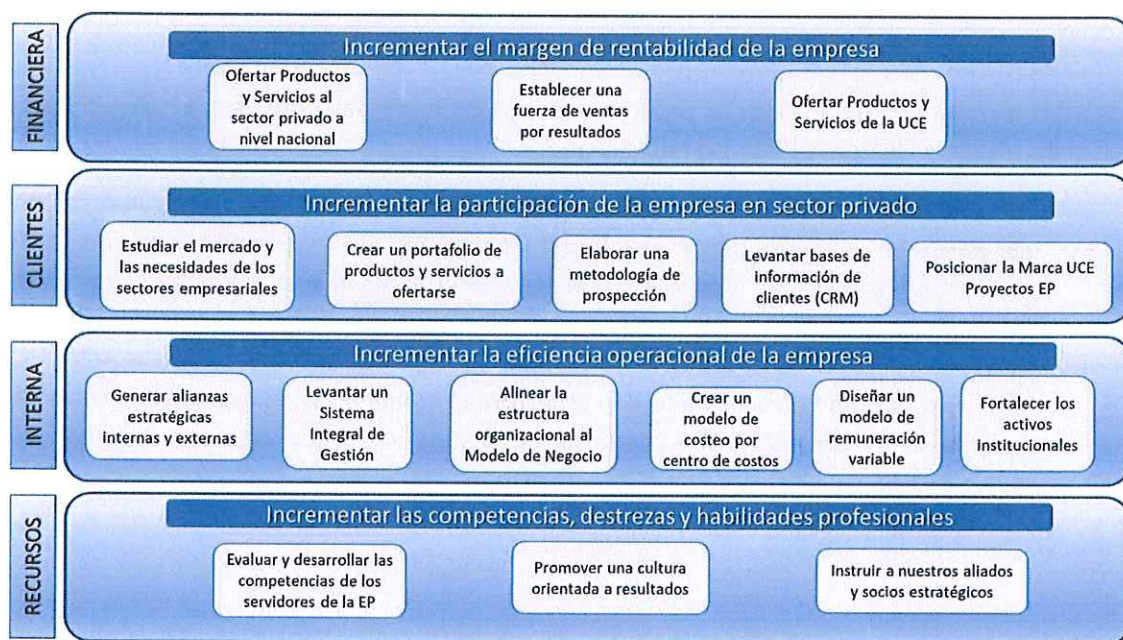 FINANCIERA
Incrementar el margen de rentabilidad de la empresa
Ofertar Productos
y Servicios al
sector privado a
nivel nacional
Establecer una
fuerza de ventas
por resultados
Ofertar Productos y
Servicios de la UCE
CLIENTES
Incrementar la participación de la empresa en sector privado
Estudiar el mercado y
las necesidades de los
sectores empresariales
Crear un portafolio de
productos y servicios a
ofertarse
Elaborar una
metodología de
prospección
Levantar bases de
información de
clientes (CRM)
Posicionar la Marca UCE
Proyectos EP
INTERNA
Incrementar la eficiencia operacional de la empresa
Generar alianzas
estratégicas
internas y externas
Levantar un
Sistema
Integral de
Gestión
Alinear la
estructura
organizacional al
Modelo de Negocio
Crear un
modelo de
costeo por
centro de costos
Diseñar un
modelo de
remuneración
variable
Fortalecer los
activos
institucionales
RECURSOS
Incrementar las competencias, destrezas y habilidades profesionales
Evaluar y desarrollar las
competencias de los
servidores de la EP
Promover una cultura
orientada a resultados
Instruir a nuestros aliados
y socios estratégicos